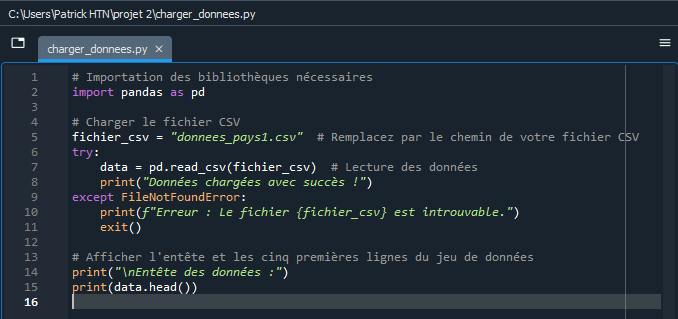 C:\Users\Patrick HTN\projet 2\charger_donnees.py
charger_donnees.py ×
1 # Importation des bibliothèques nécessaires
2 import pandas as pd
3
4 # Charger le fichier CSV
5 fichier_csv = "donnees_pays1.csv"  # Remplacez par le chemin de votre fichier CSV
6 try:
7     data = pd.read_csv(fichier_csv)  # Lecture des données
8     print("Données chargées avec succès !")
9 except FileNotFoundError:
10     print(f"Erreur : Le fichier {fichier_csv} est introuvable.")
11     exit()
12
13 # Afficher l'entête et les cinq premières lignes du jeu de données
14 print("\nEntête des données :")
15 print(data.head())
16